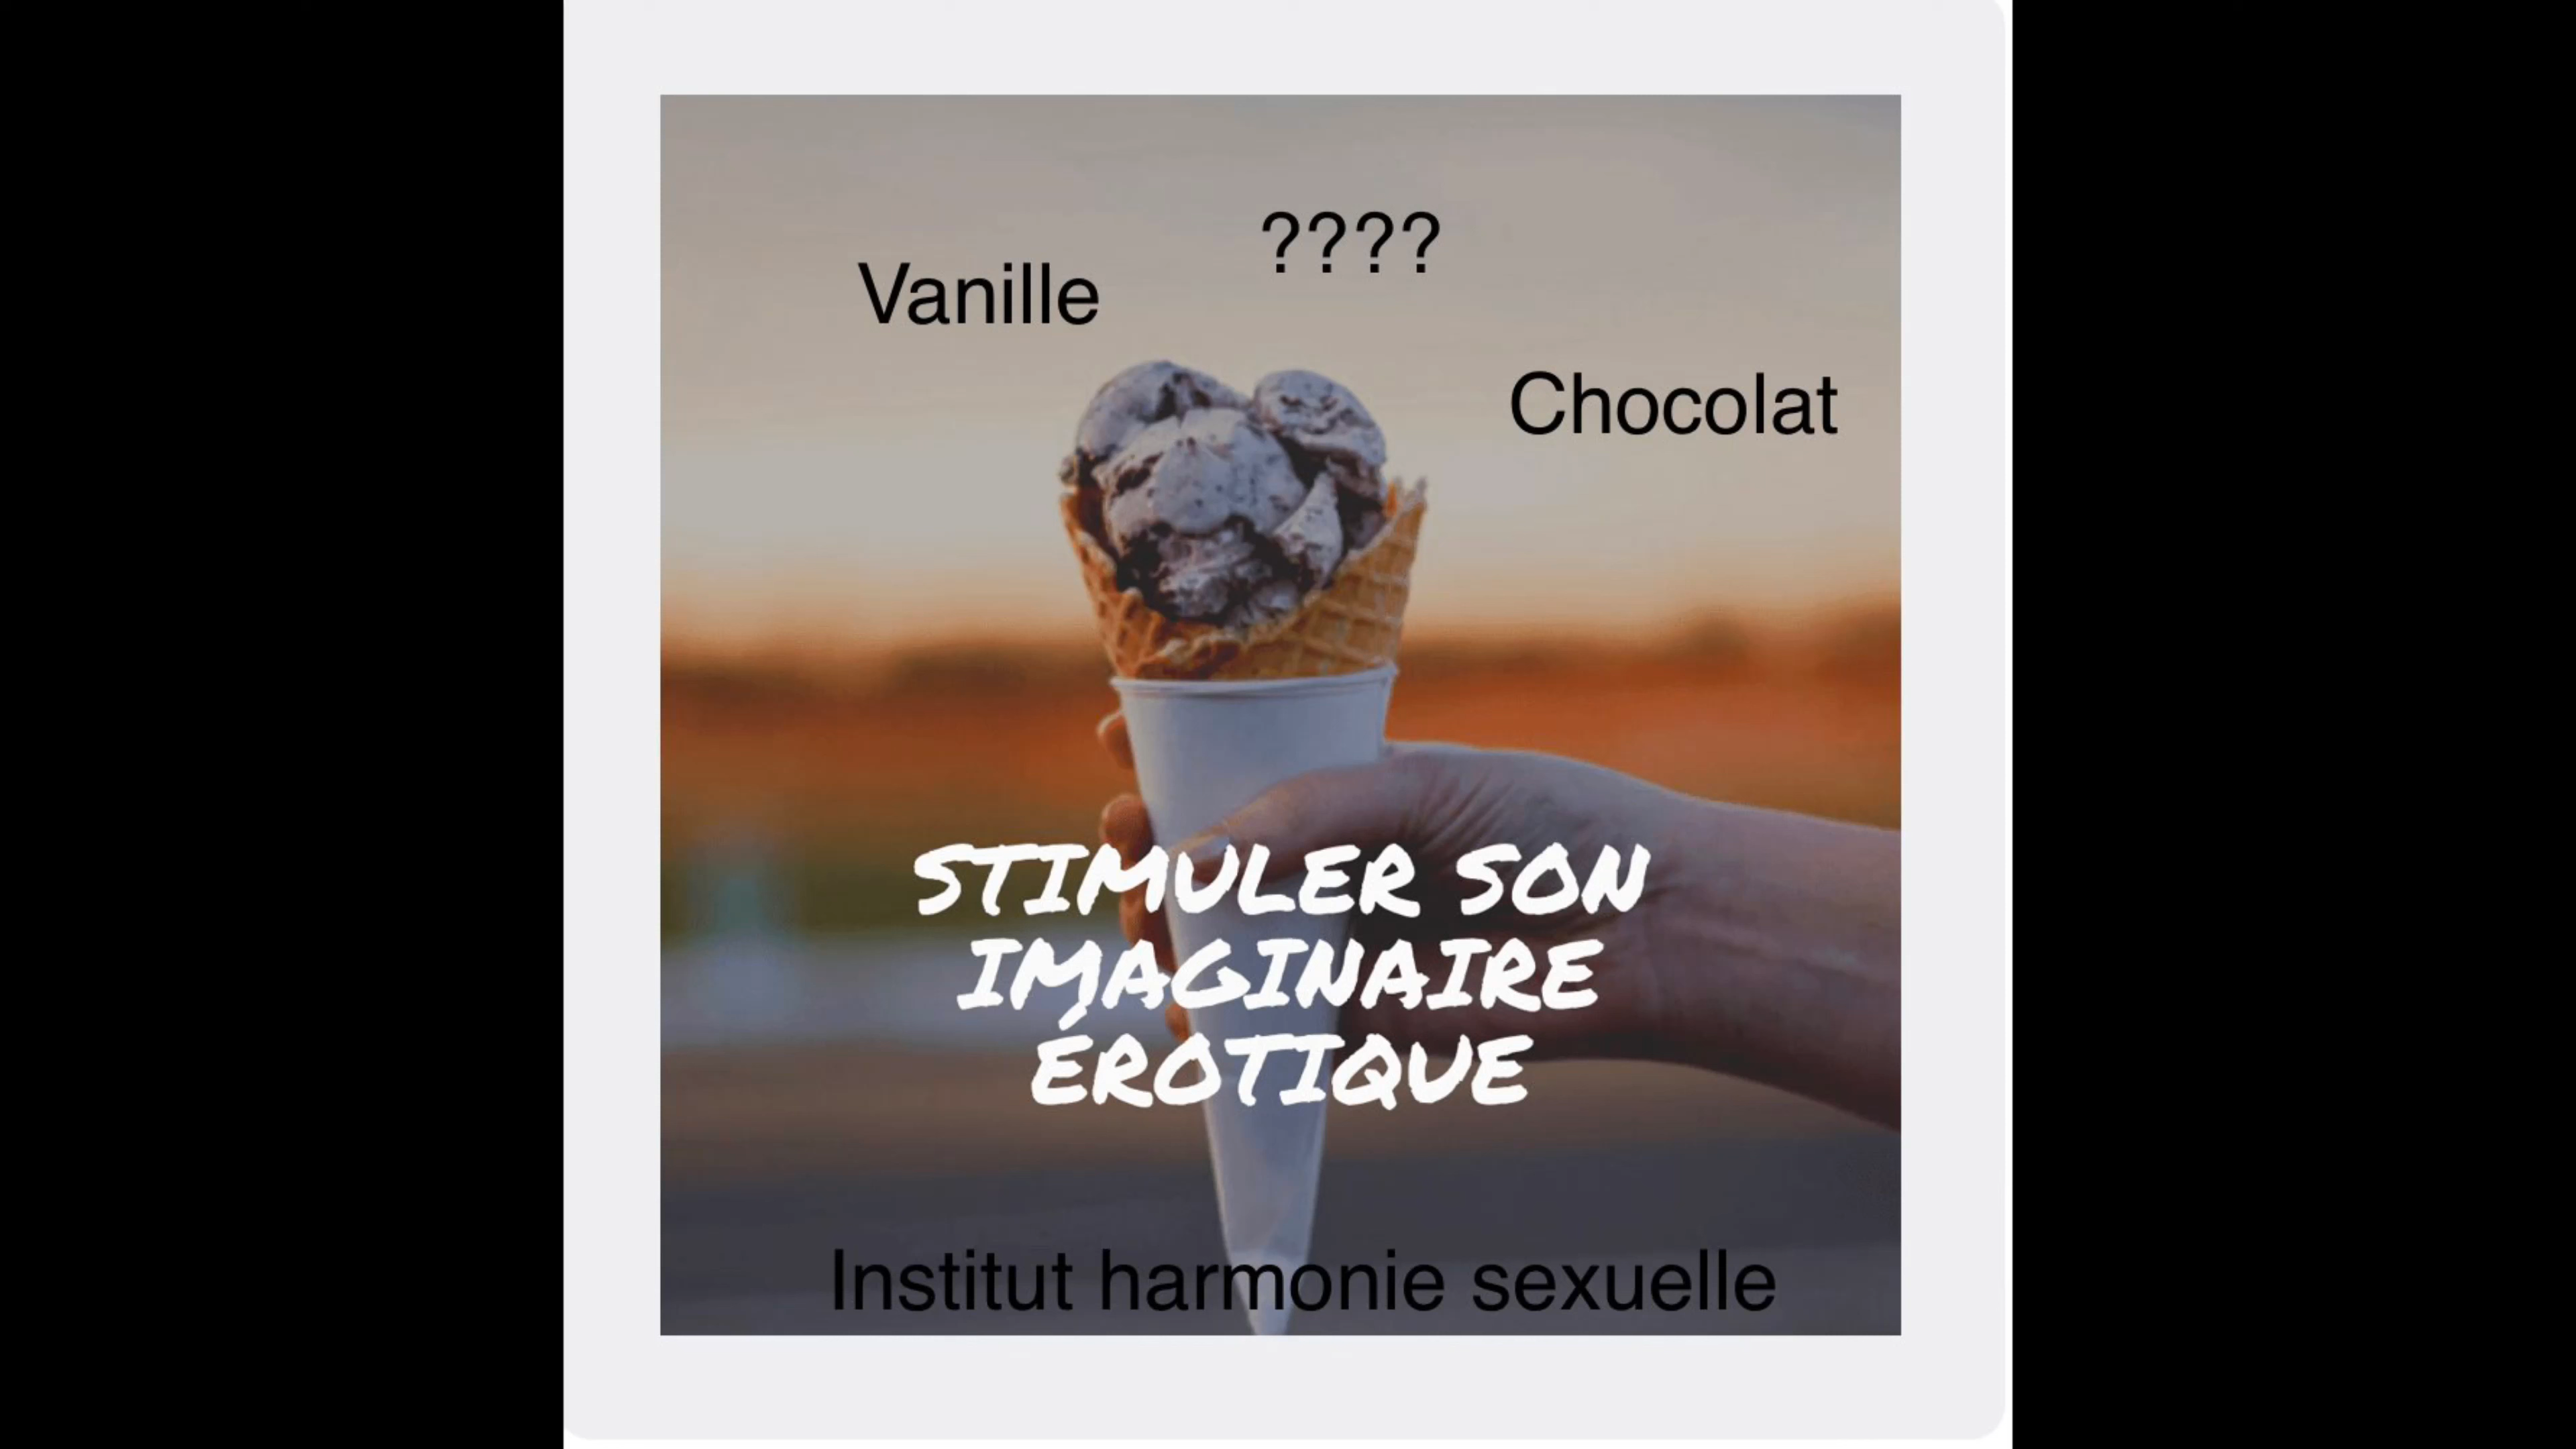 ????
Vanille
Chocolat
STIMULER SON
IMAGINAIRE
ÉROTIQUE
Institut harmonie sexuelle